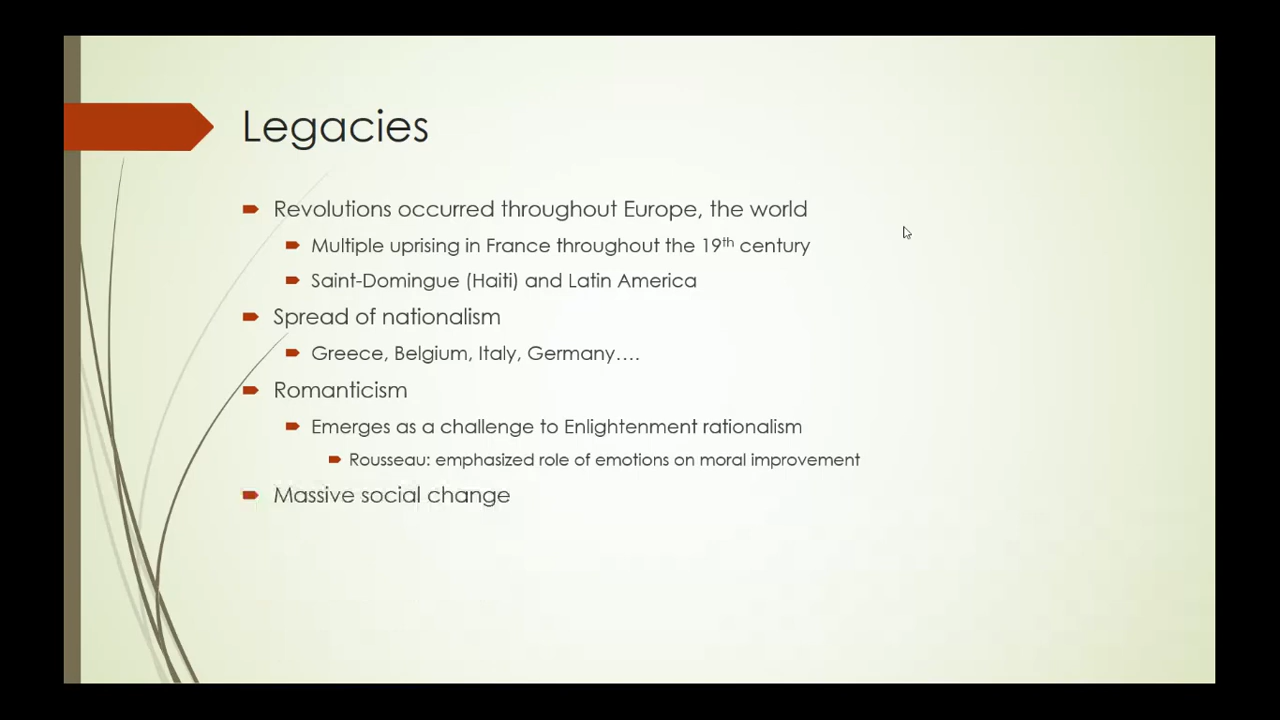 Legacies
Revolutions occurred throughout Europe, the world
Multiple uprising in France throughout the 19th century
Saint-Domingue (Haiti) and Latin America
Spread of nationalism
Greece, Belgium, Italy, Germany….
Romanticism
Emerges as a challenge to Enlightenment rationalism
Rousseau: emphasized role of emotions on moral improvement
Massive social change